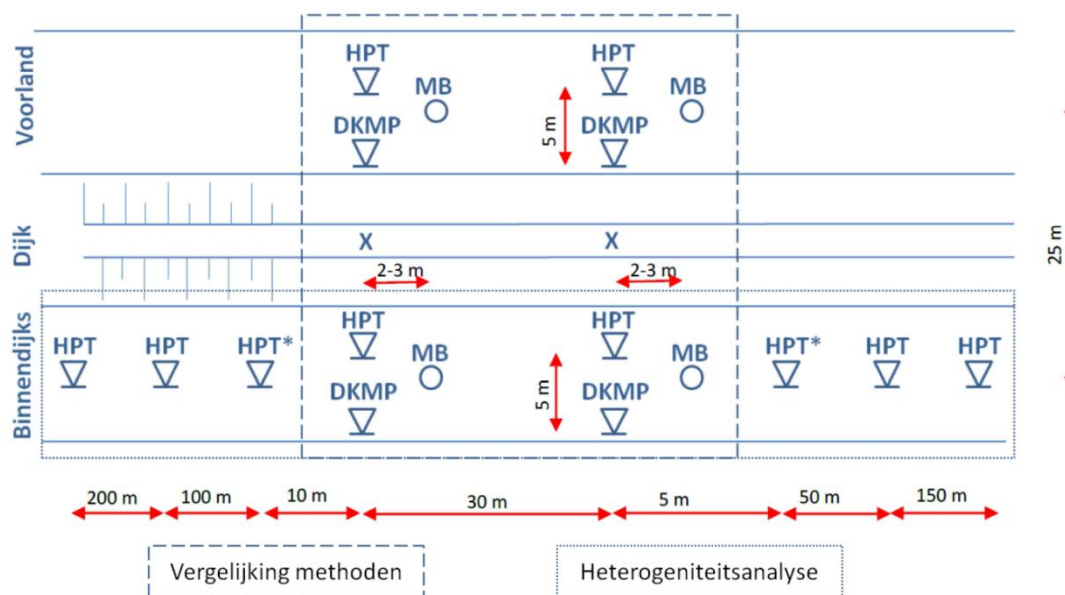 Voorland
HPT
HPT
MB
MB
DKMP
DKMP
5 m
Dijk
X
X
25 m
2-3 m
2-3 m
Binnendijks
HPT
HPT
HPT
HPT
HPT*
HPT*
HPT
HPT
MB
MB
DKMP
DKMP
5 m
200 m
100 m
10 m
30 m
5 m
50 m
150 m
Vergelijking methoden
Heterogeniteitsanalyse